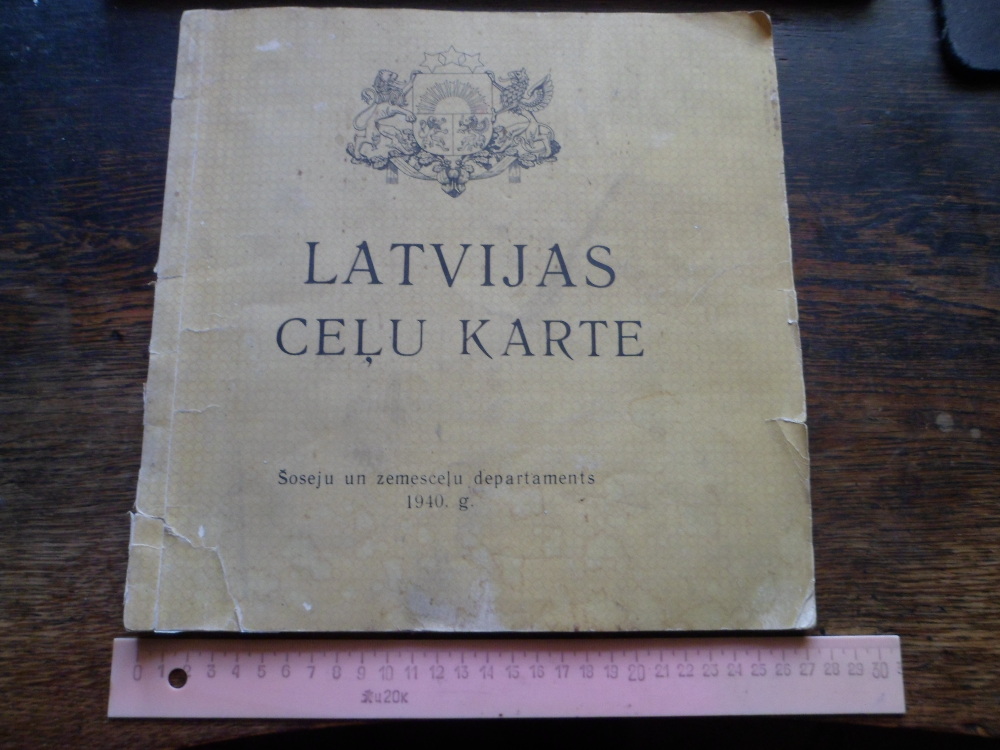 LATVIJAS
CEĻU KARTE
Šoseju un zemesceļu departaments
1940. g.
0 1 2 3 4 5 6 7 8 9 10 11 12 13 14 15 16 17 18 19 20 21 22 23 24 25 26 27 28 29 30
ц20к